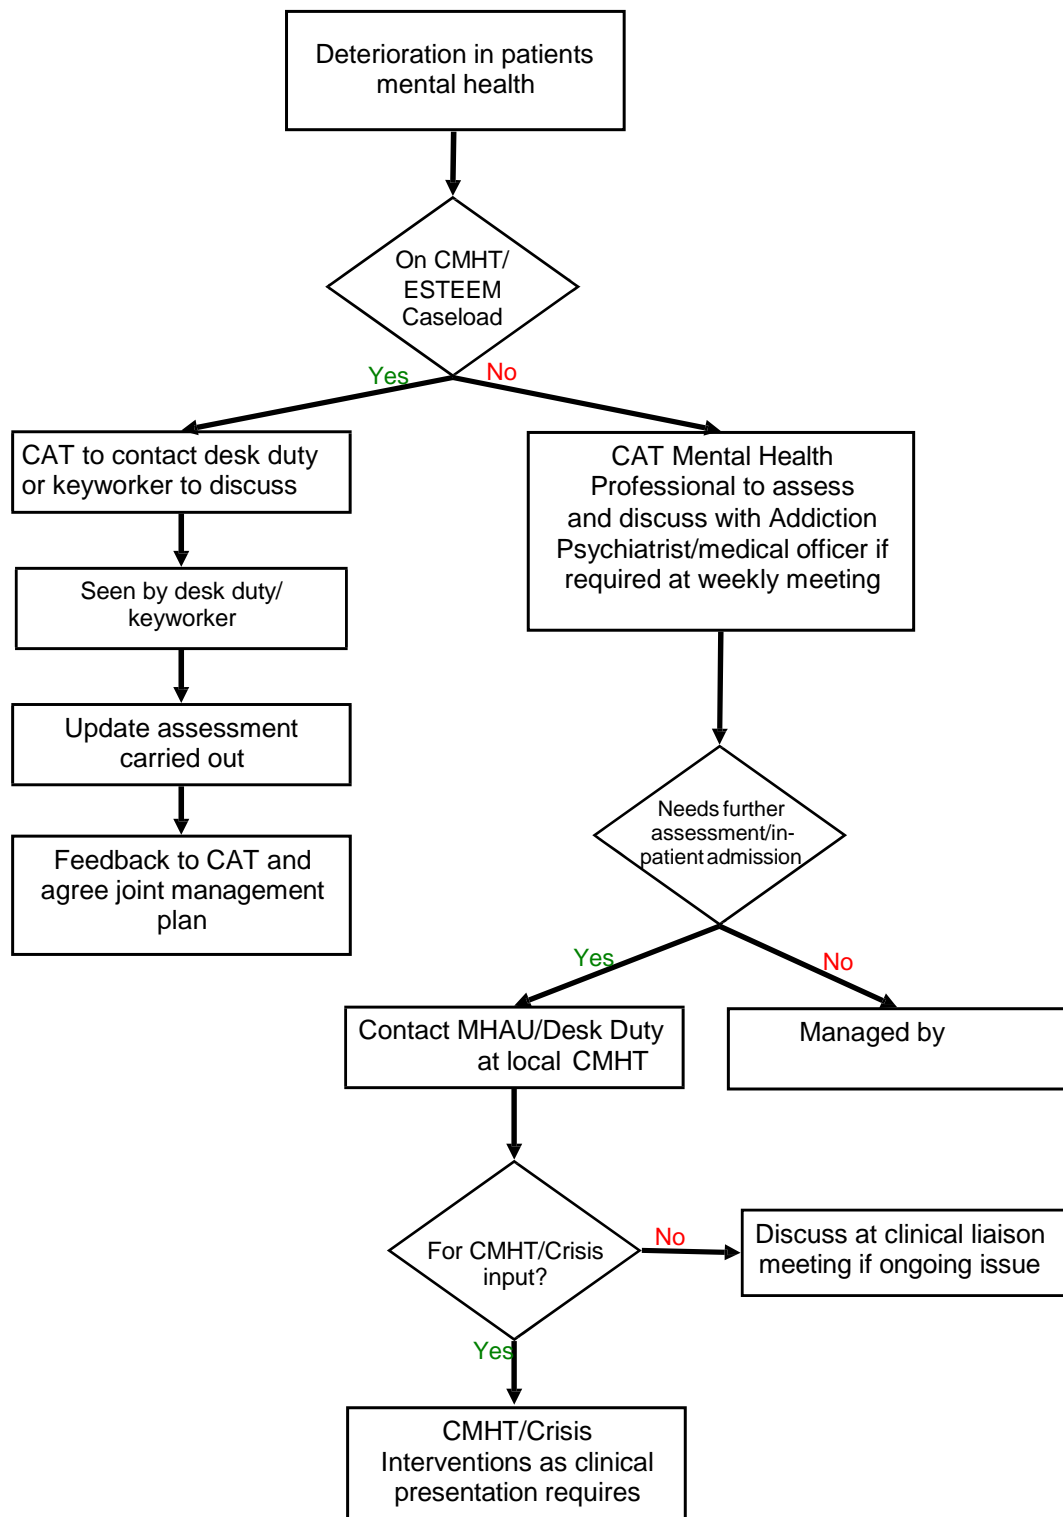 Deterioration in patients
mental health
On CMHT/
ESTEEM
Caseload
Yes
No
CAT to contact desk duty
or keyworker to discuss
CAT Mental Health
Professional to assess
and discuss with Addiction
Psychiatrist/medical officer if
required at weekly meeting
Seen by desk duty/
keyworker
Update assessment
carried out
Feedback to CAT and
agree joint management
plan
Needs further
assessment/in-
patient admission
Yes
No
Contact MHAU/Desk Duty
at local CMHT
Managed by
For CMHT/Crisis
input?
No
Discuss at clinical liaison
meeting if ongoing issue
Yes
CMHT/Crisis
Interventions as clinical
presentation requires